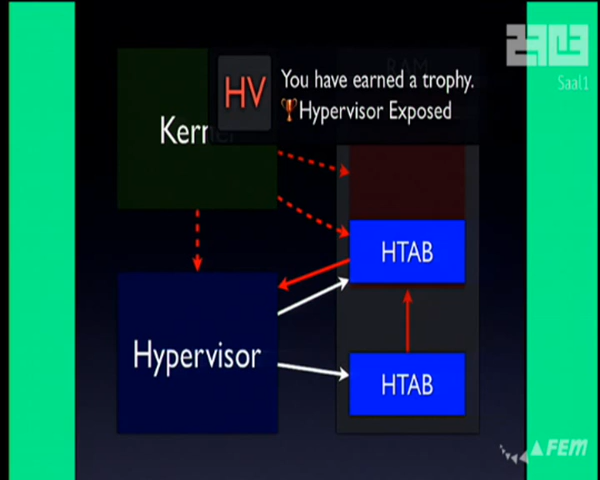 HV
You have earned a trophy.
🏆Hypervisor Exposed
Saal1
RAM
Kernel
HTAB
Hypervisor
HTAB
FEM